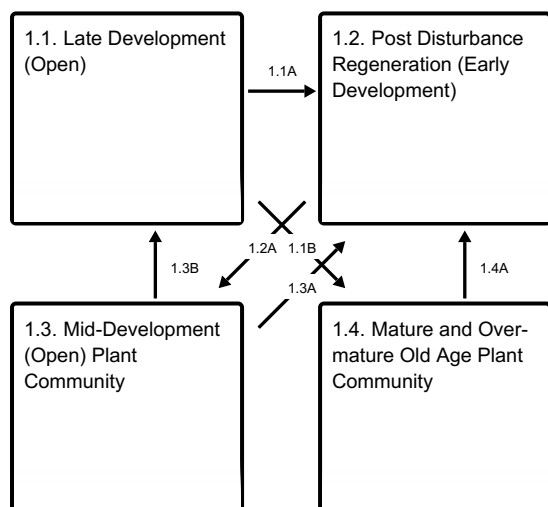 1.1. Late Development
(Open)
1.1A
1.2. Post Disturbance
Regeneration (Early
Development)
1.2A
1.1B
1.3B
1.3A
1.4A
1.3. Mid-Development
(Open) Plant
Community
1.4. Mature and Over-
mature Old Age Plant
Community